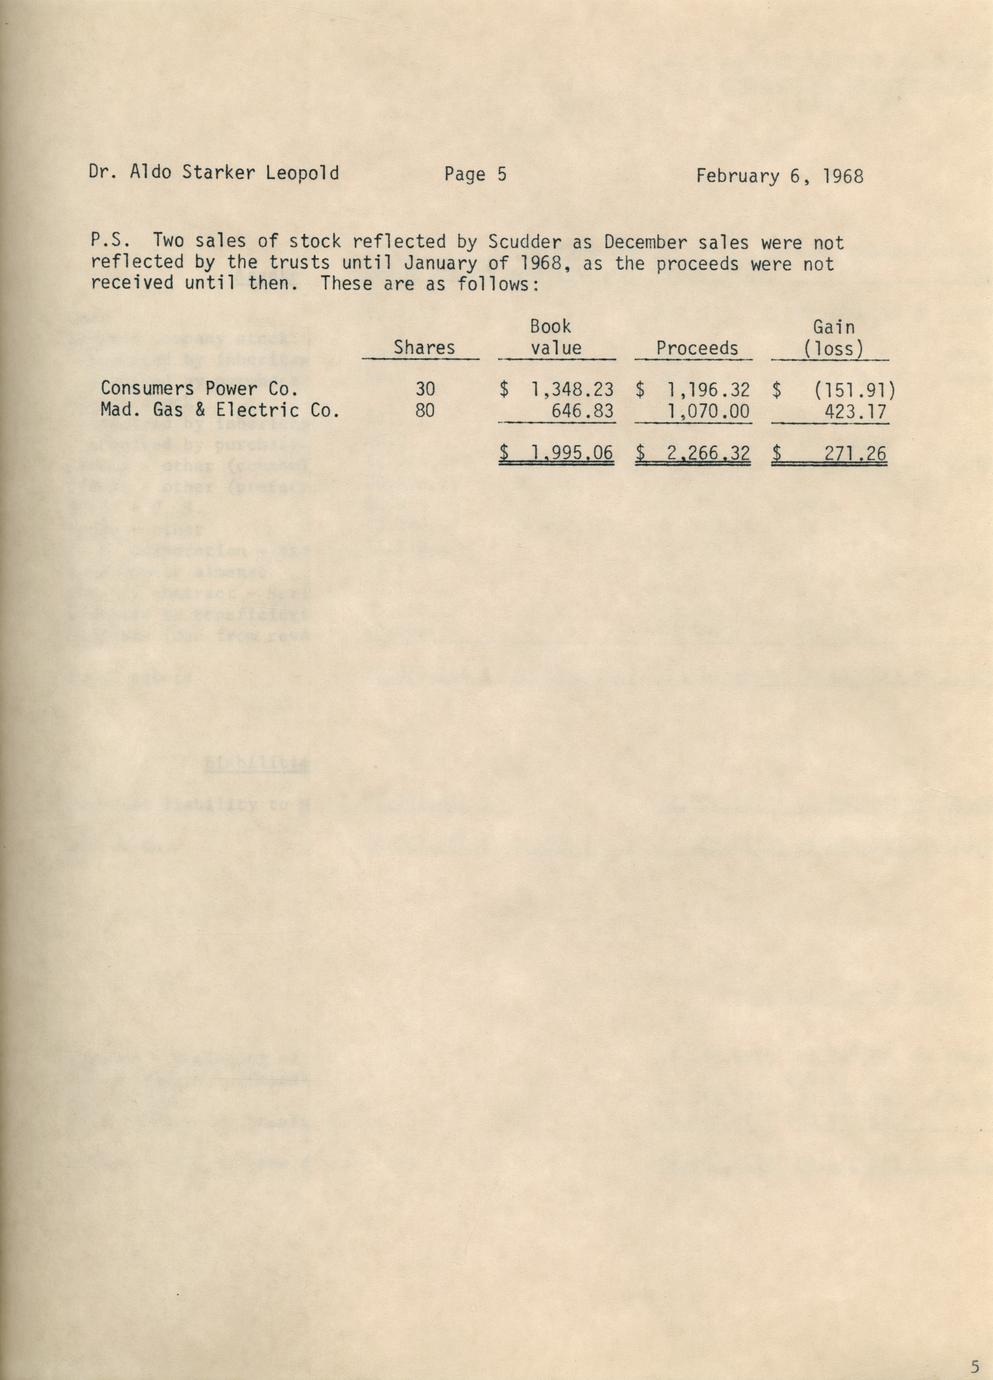 Dr. Aldo Starker Leopold Page 5 February 6, 1968
P.S. Two sales of stock reflected by Scudder as December sales were not
reflected by the trusts until January of 1968, as the proceeds were not
received until then. These are as follows:
Book Gain
Shares value Proceeds (loss)
Consumers Power Co. 30 $ 1,348.23 $ 1,196.32 $ (151.91)
Mad. Gas & Electric Co. 80 646.83 1,070.00 423.17
$ 1,995.06 $ 2,266.32 $ 271.26
5